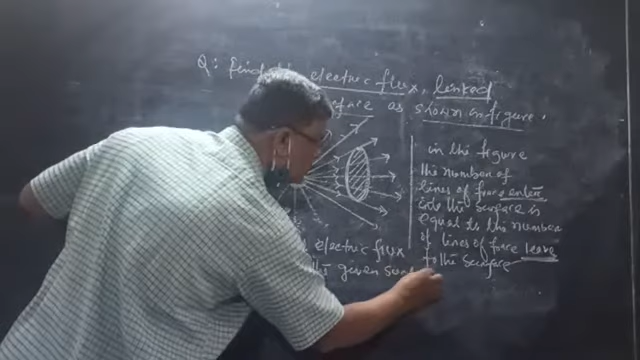 Q: Find the electric flux, linked
surface as shown in figure.
in the figure
the number of
lines of force enter
into the surface is
equal to the number
of lines of force leave
to the surface
electric flux
given